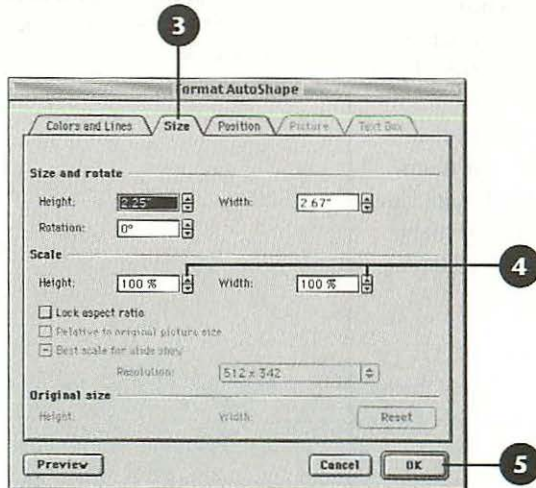 3
Format AutoShape
Colors and Lines Size Position Picture Text Box
Size and rotate
Height: 2.25" Width: 2.67"
Rotation: 0°
Scale
Height: 100 % Width: 100 %
4
Lock aspect ratio
Relative to original picture size
Best scale for slide show
Resolution: 512 x 342
Original size
Height: Width: Reset
Preview Cancel OK
5